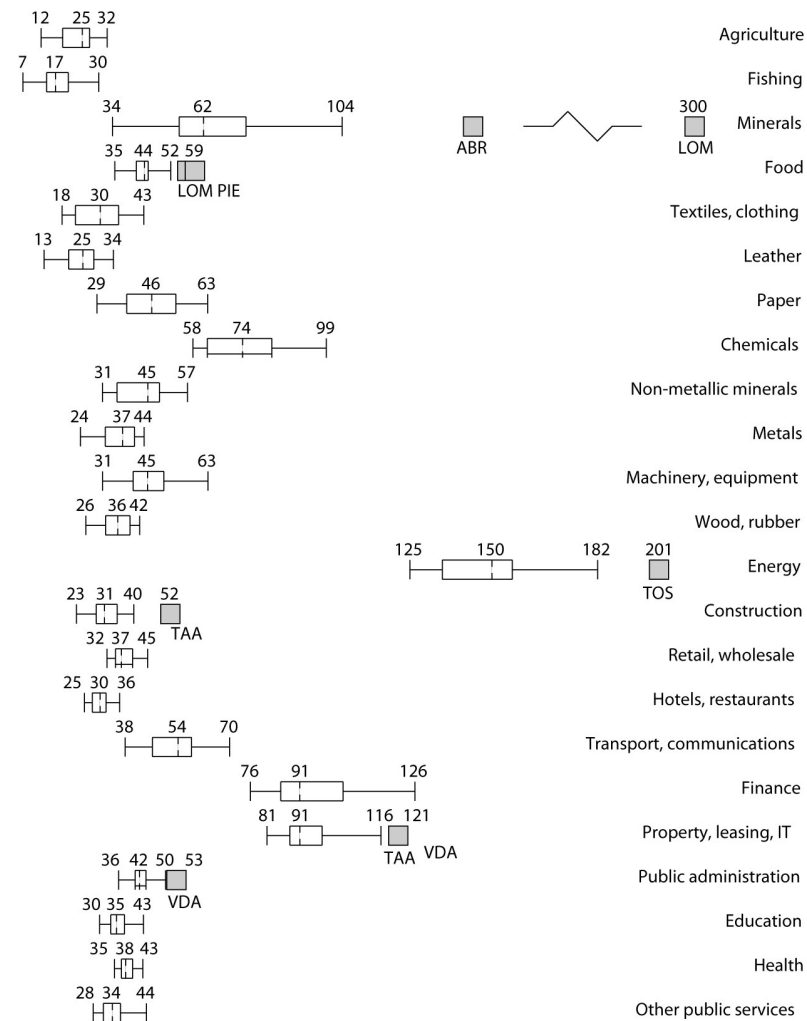 12 25 32
Agriculture
7 17 30
Fishing
34 62 104 300
Minerals
ABR LOM
35 44 52 59
Food
LOM PIE
18 30 43
Textiles, clothing
13 25 34
Leather
29 46 63
Paper
58 74 99
Chemicals
31 45 57
Non-metallic minerals
24 37 44
Metals
31 45 63
Machinery, equipment
26 36 42
Wood, rubber
125 150 182 201
Energy
TOS
23 31 40 52
Construction
TAA
32 37 45
Retail, wholesale
25 30 36
Hotels, restaurants
38 54 70
Transport, communications
76 91 126
Finance
81 91 116 121
Property, leasing, IT
TAA VDA
36 42 50 53
Public administration
VDA
30 35 43
Education
35 38 43
Health
28 34 44
Other public services